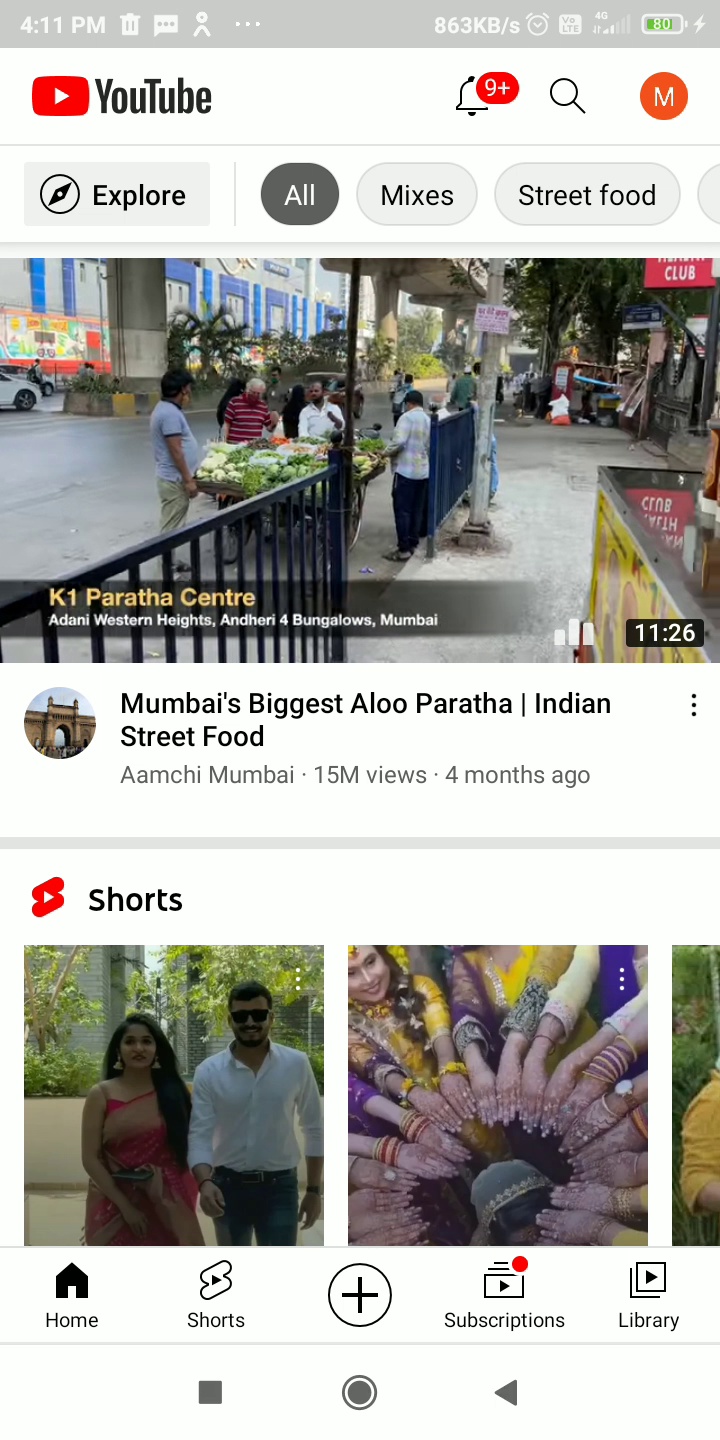 4:11 PM
863KB/s
Vo LTE
4G
80
YouTube
9+
M
Explore
All
Mixes
Street food
CLUB
K1 Paratha Centre
Adani Western Heights, Andheri 4 Bungalows, Mumbai
11:26
Mumbai's Biggest Aloo Paratha | Indian
Street Food
Aamchi Mumbai · 15M views · 4 months ago
Shorts
Home
Shorts
Subscriptions
Library